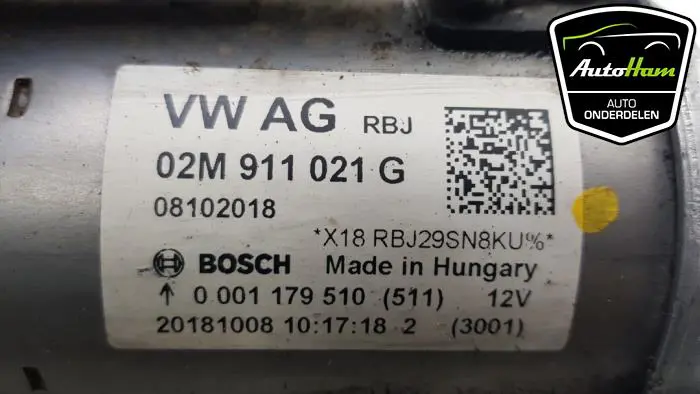 VW AG RBJ
02M 911 021 G
08102018
*X18 RBJ29SN8KU%*
BOSCH Made in Hungary
↑ 0 001 179 510 (511) 12V
20181008 10:17:18 2 (3001)
AutoHam
AUTO
ONDERDELEN